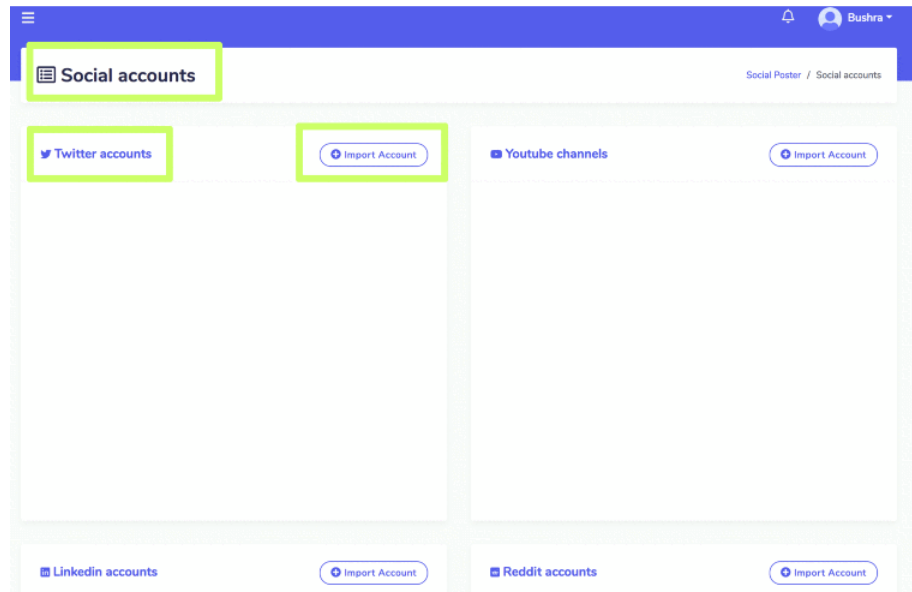 Bushra
Social accounts
Social Poster / Social accounts
Twitter accounts
Import Account
Youtube channels
Import Account
Linkedin accounts
Import Account
Reddit accounts
Import Account